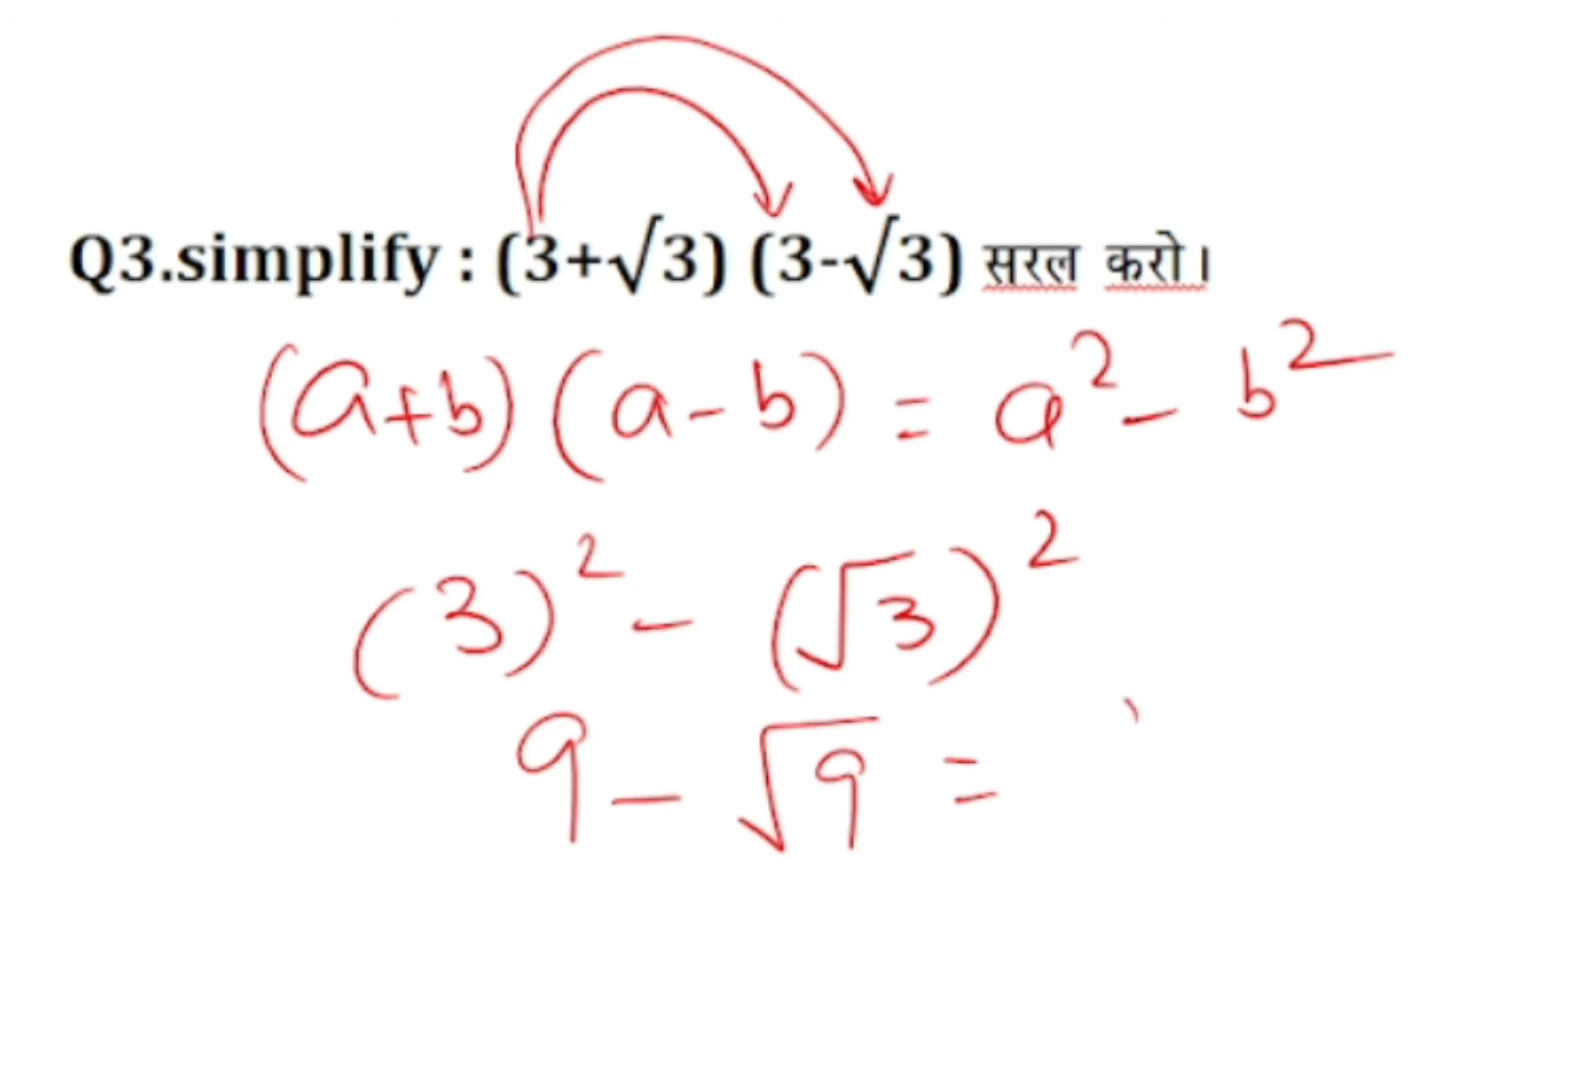 Q3.simplify : (3+√3) (3-√3) सरल करो।
(a+b) (a-b) = a² - b²
(3)² - (√3)²
9 - √9 =